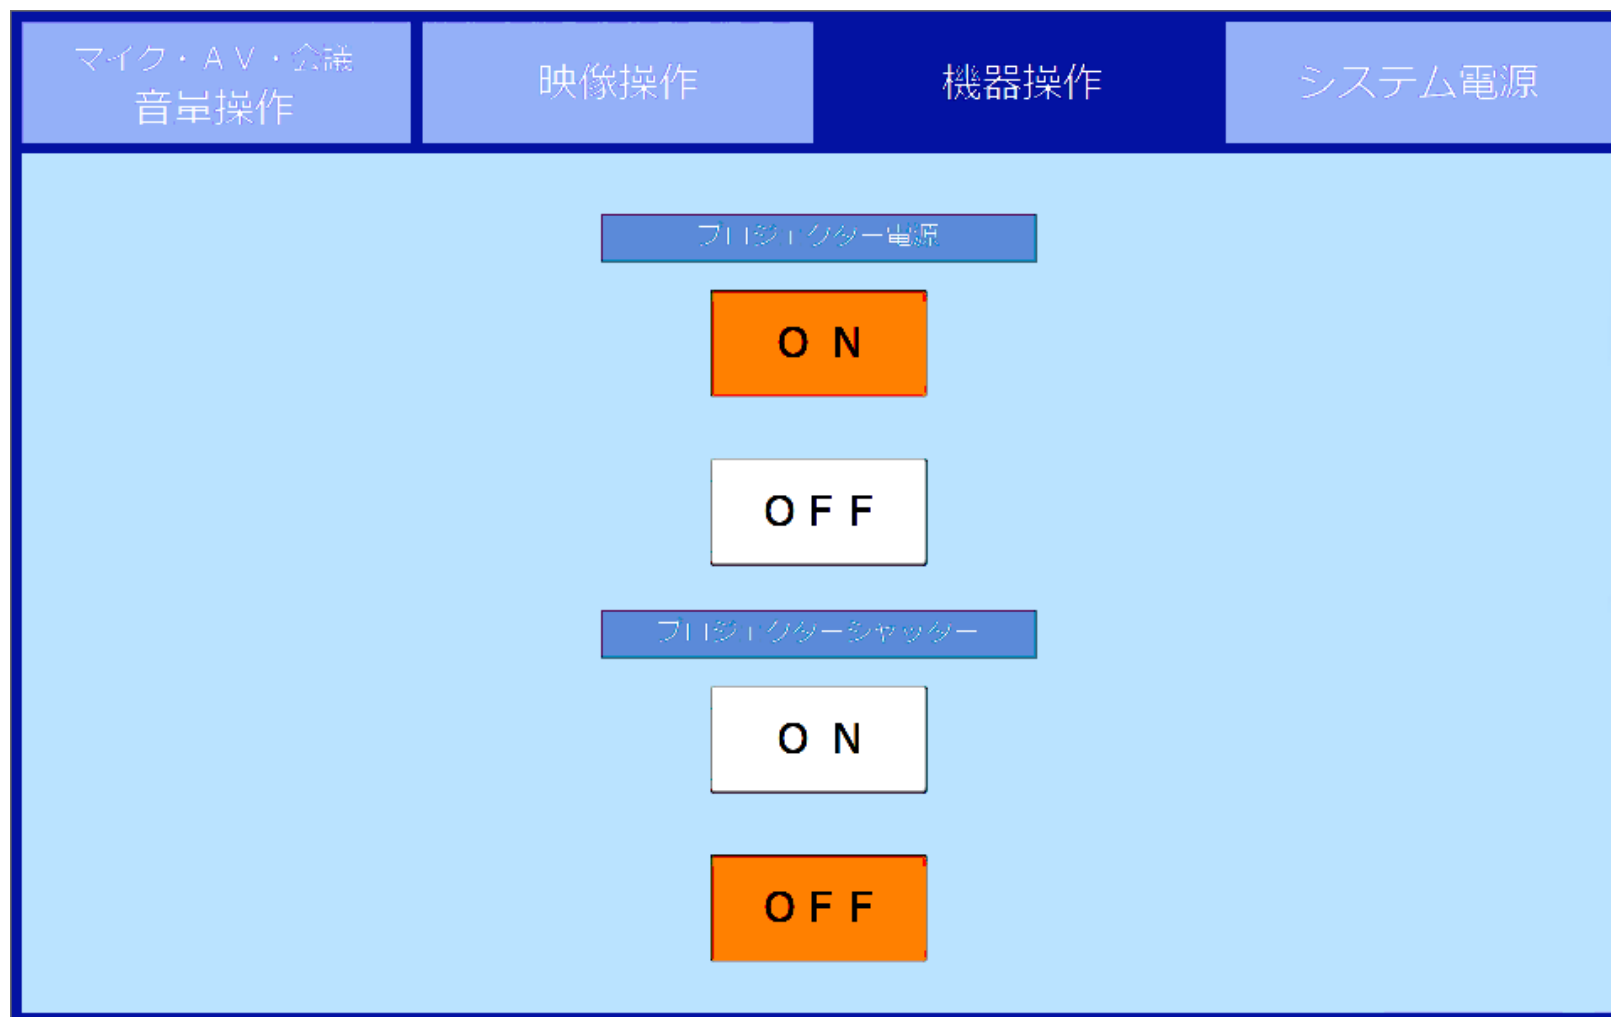 マイク・ＡＶ・会議
音量操作
映像操作
機器操作
システム電源
プロジェクター電源
ＯＮ
ＯＦＦ
プロジェクターシャッター
ＯＮ
ＯＦＦ